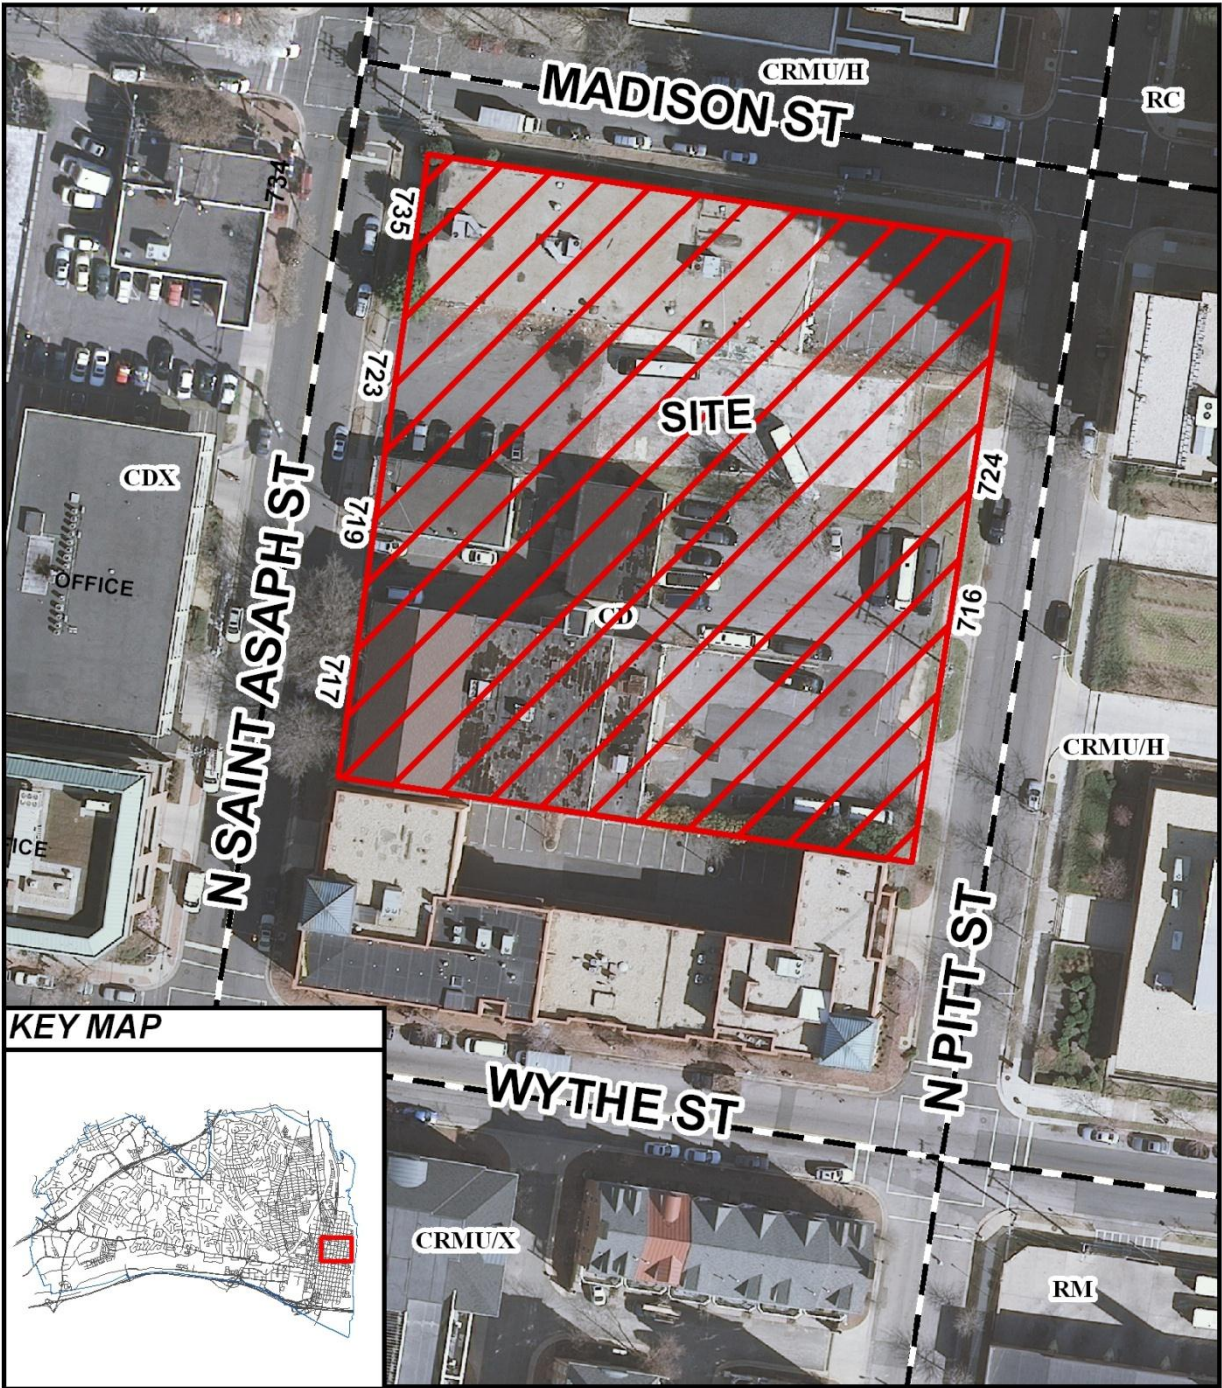 CRMU/H
MADISON ST
RC
734
735
723
SITE
724
CDX
719
OFFICE
N SAINT ASAPH ST
CD
716
717
CRMU/H
ICE
N PITT ST
KEY MAP
WYTHE ST
CRMU/X
RM